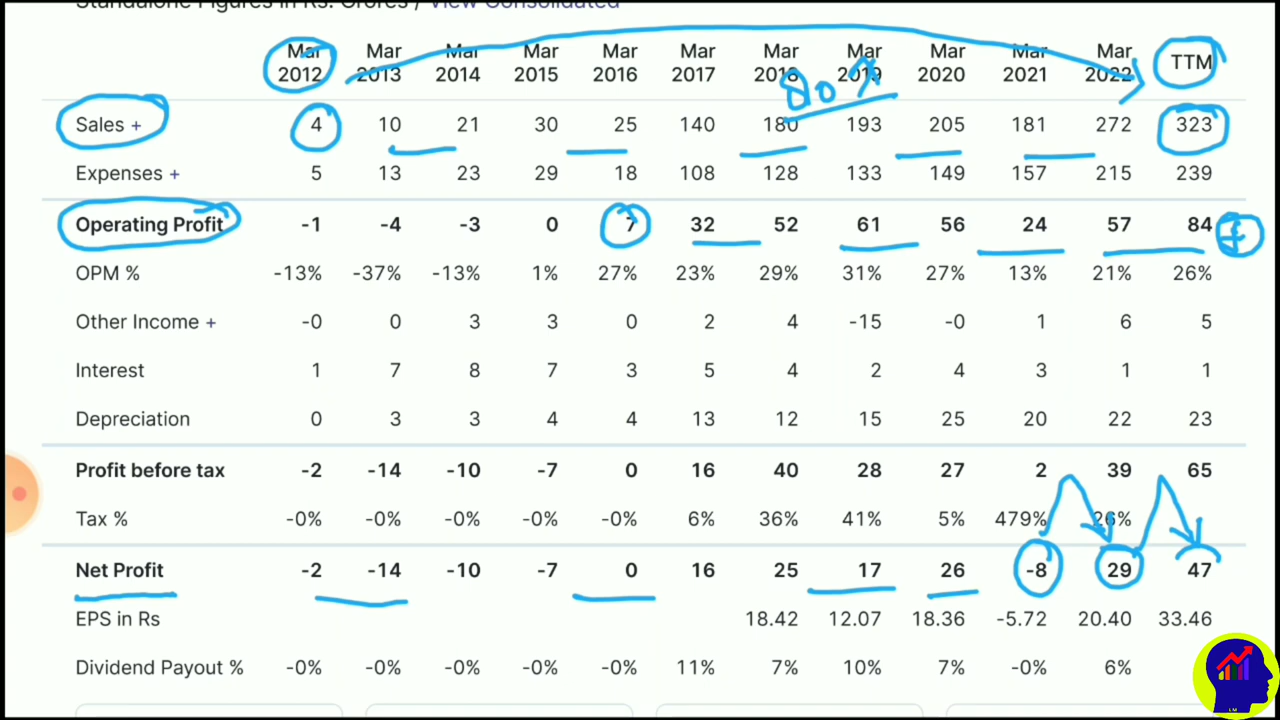 Standalone Figures in Rs. Crores / View Consolidated
Mar 2012 Mar 2013 Mar 2014 Mar 2015 Mar 2016 Mar 2017 Mar 2018 Mar 2019 Mar 2020 Mar 2021 Mar 2022 TTM
80x
Sales + 4 10 21 30 25 140 180 193 205 181 272 323
Expenses + 5 13 23 29 18 108 128 133 149 157 215 239
Operating Profit -1 -4 -3 0 7 32 52 61 56 24 57 84
OPM % -13% -37% -13% 1% 27% 23% 29% 31% 27% 13% 21% 26%
Other Income + -0 0 3 3 0 2 4 -15 -0 1 6 5
Interest 1 7 8 7 3 5 4 2 4 3 1 1
Depreciation 0 3 3 4 4 13 12 15 25 20 22 23
Profit before tax -2 -14 -10 -7 0 16 40 28 27 2 39 65
Tax % -0% -0% -0% -0% -0% 6% 36% 41% 5% 479% 26%
Net Profit -2 -14 -10 -7 0 16 25 17 26 -8 29 47
EPS in Rs 18.42 12.07 18.36 -5.72 20.40 33.46
Dividend Payout % -0% -0% -0% -0% -0% 11% 7% 10% 7% -0% 6%
LM